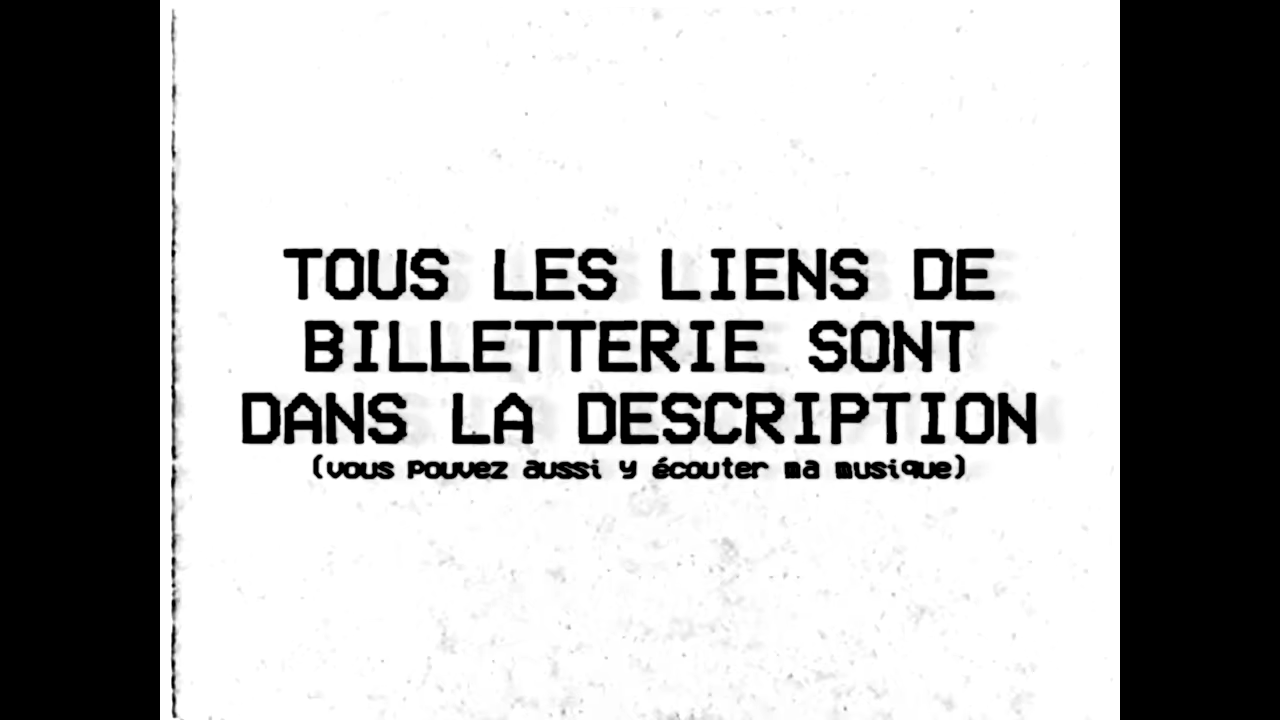 TOUS LES LIENS DE
BILLETTERIE SONT
DANS LA DESCRIPTION
(vous pouvez aussi y écouter ma musique)